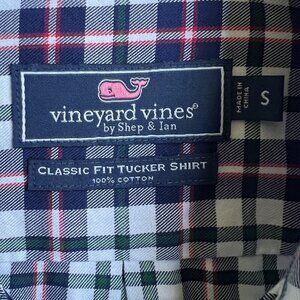 vineyard vines®
by Shep & Ian
MADE IN
CHINA
S
CLASSIC FIT TUCKER SHIRT
100% COTTON